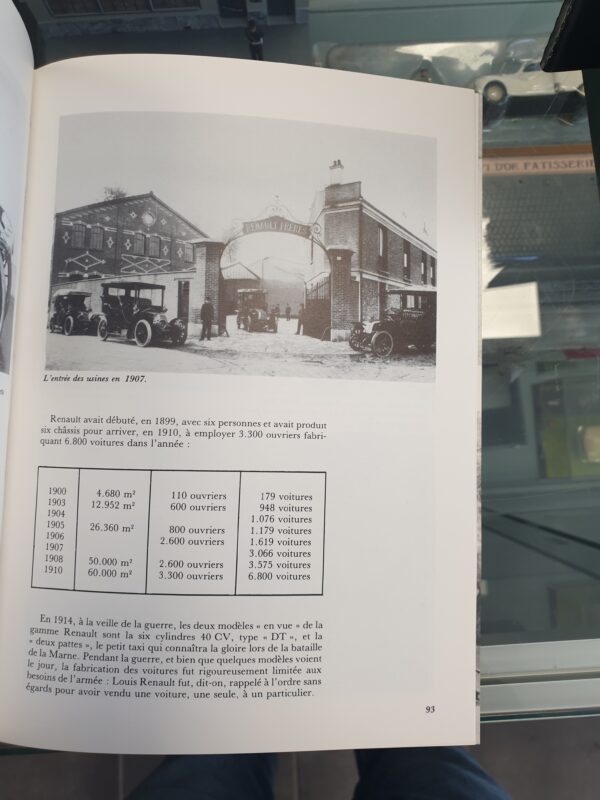 I D'OR PATISSERIE
RENAULT FRERES
L'entrée des usines en 1907.
Renault avait débuté, en 1899, avec six personnes et avait produit
six châssis pour arriver, en 1910, à employer 3.300 ouvriers fabri-
quant 6.800 voitures dans l'année :
1900 4.680 m² 110 ouvriers 179 voitures
1903 12.952 m² 600 ouvriers 948 voitures
1904 1.076 voitures
1905 26.360 m² 800 ouvriers 1.179 voitures
1906 2.600 ouvriers 1.619 voitures
1907 3.066 voitures
1908 50.000 m² 2.600 ouvriers 3.575 voitures
1910 60.000 m² 3.300 ouvriers 6.800 voitures
En 1914, à la veille de la guerre, les deux modèles « en vue » de la
gamme Renault sont la six cylindres 40 CV, type « DT », et la
« deux pattes », le petit taxi qui connaîtra la gloire lors de la bataille
de la Marne. Pendant la guerre, et bien que quelques modèles voient
le jour, la fabrication des voitures fut rigoureusement limitée aux
besoins de l'armée : Louis Renault fut, dit-on, rappelé à l'ordre sans
égards pour avoir vendu une voiture, une seule, à un particulier.
93